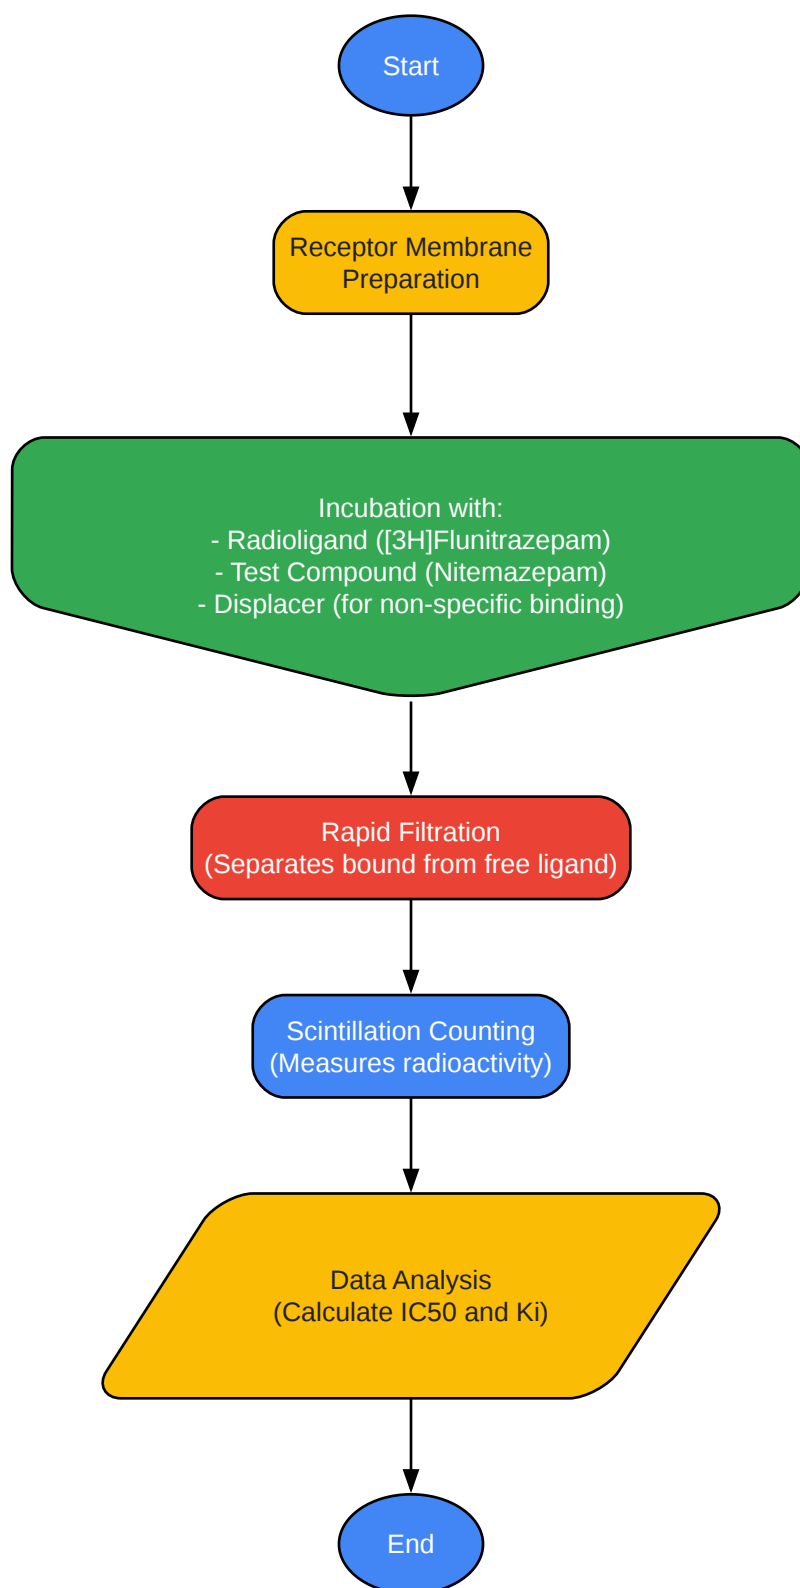 Start
Receptor Membrane
Preparation
Incubation with:
- Radioligand ([3H]Flunitrazepam)
- Test Compound (Nitemazepam)
- Displacer (for non-specific binding)
Rapid Filtration
(Separates bound from free ligand)
Scintillation Counting
(Measures radioactivity)
Data Analysis
(Calculate IC50 and Ki)
End